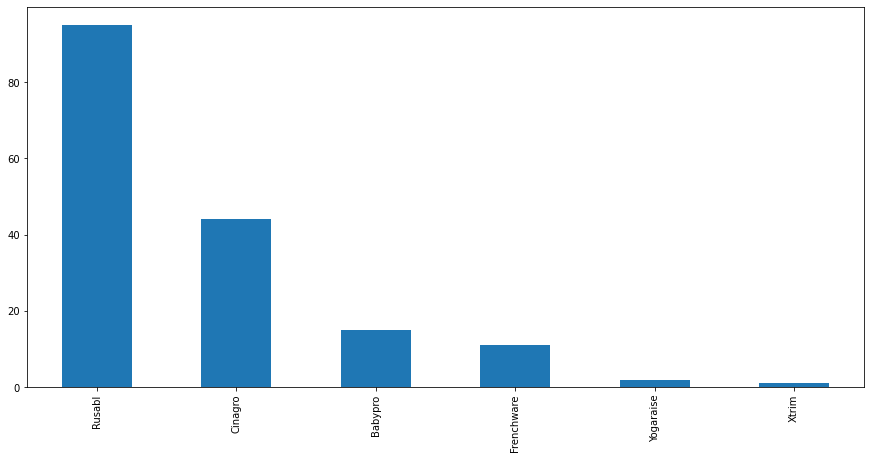 80
60
40
20
0
Rusabl
Cinagro
Babypro
Frenchware
Yogaraise
Xtrim